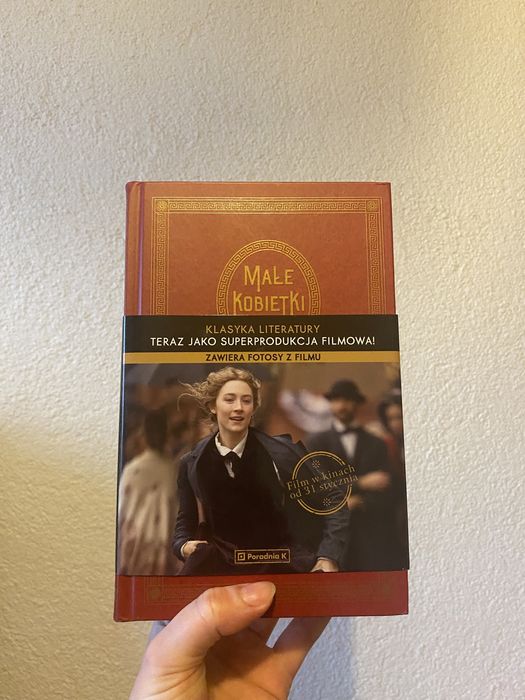 MAŁE
KOBIETKI
KLASYKA LITERATURY
TERAZ JAKO SUPERPRODUKCJA FILMOWA!
ZAWIERA FOTOSY Z FILMU
Film w kinach
od 31 stycznia
Poradnia K